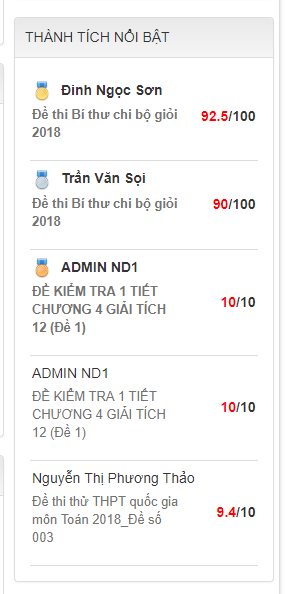 THÀNH TÍCH NỔI BẬT
Đinh Ngọc Sơn
Đề thi Bí thư chi bộ giỏi
2018
92.5/100
Trần Văn Sọi
Đề thi Bí thư chi bộ giỏi
2018
90/100
ADMIN ND1
ĐỀ KIỂM TRA 1 TIẾT
CHƯƠNG 4 GIẢI TÍCH
12 (Đề 1)
10/10
ADMIN ND1
ĐỀ KIỂM TRA 1 TIẾT
CHƯƠNG 4 GIẢI TÍCH
12 (Đề 1)
10/10
Nguyễn Thị Phương Thảo
Đề thi thử THPT quốc gia
môn Toán 2018_Đề số
003
9.4/10